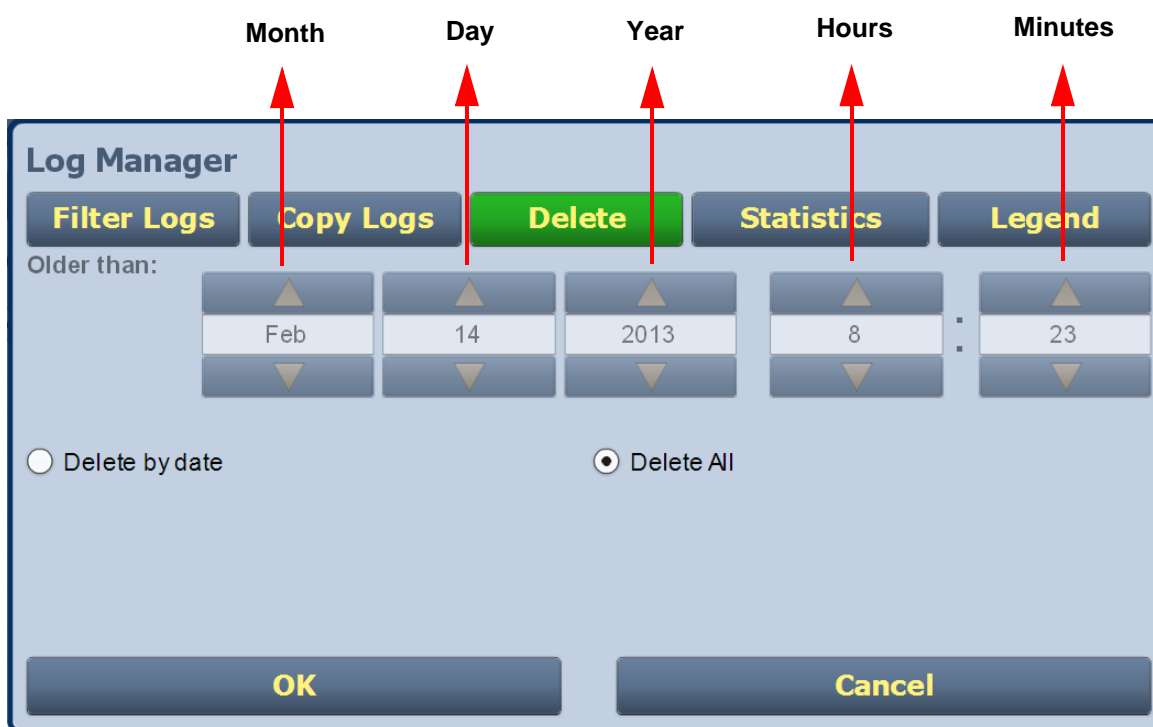 Month Day Year Hours Minutes
Log Manager
Filter Logs Copy Logs Delete Statistics Legend
Older than:
Feb 14 2013 8 : 23
Delete by date Delete All
OK Cancel